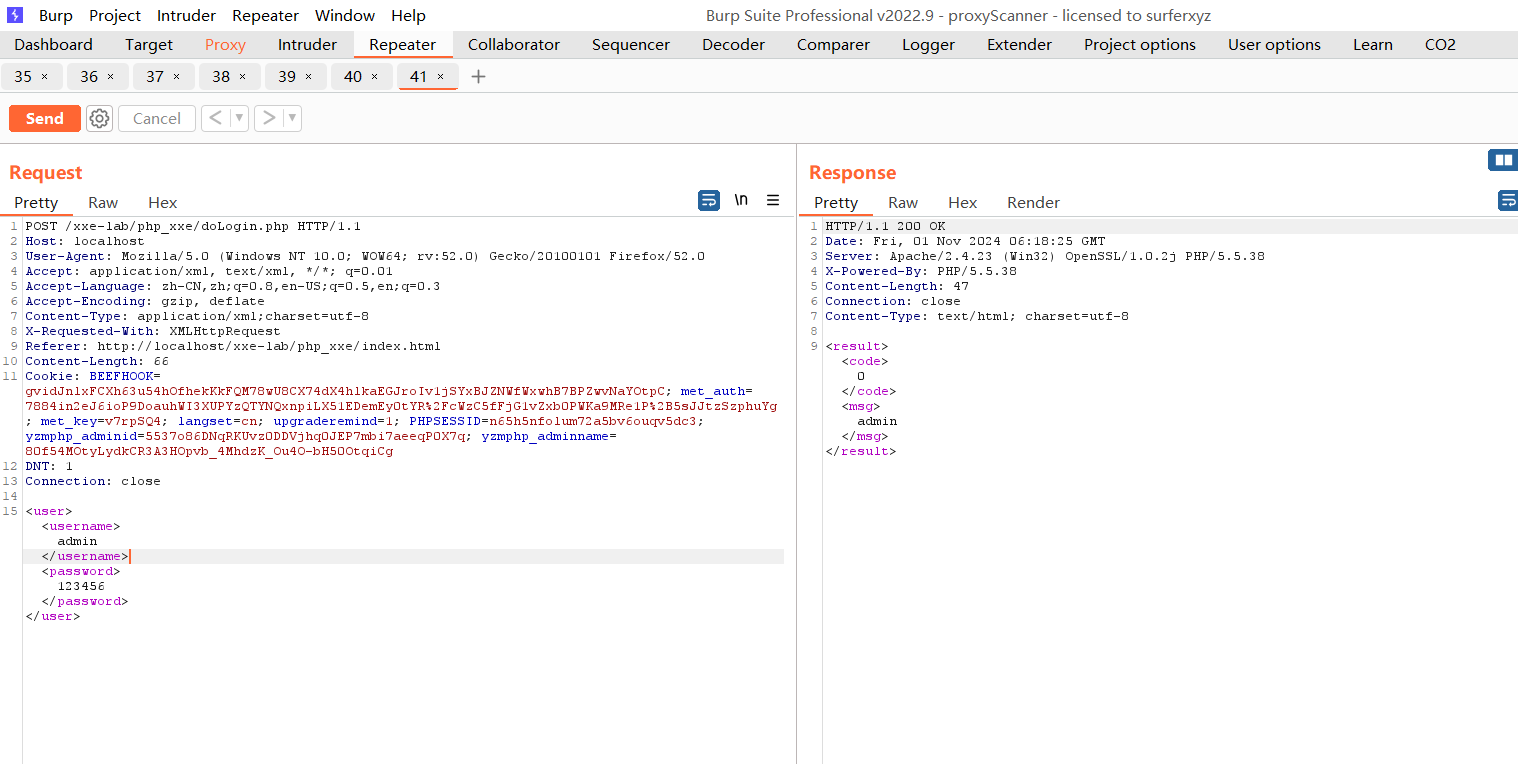 Burp Project Intruder Repeater Window Help
Burp Suite Professional v2022.9 - proxyScanner - licensed to surferxyz
Dashboard Target Proxy Intruder Repeater Collaborator Sequencer Decoder Comparer Logger Extender Project options User options Learn CO2
35 × 36 × 37 × 38 × 39 × 40 × 41 × +
Send Cancel < ▼ > ▼
Request
Pretty Raw Hex
\n
1 POST /xxe-lab/php_xxe/doLogin.php HTTP/1.1
2 Host: localhost
3 User-Agent: Mozilla/5.0 (Windows NT 10.0; WOW64; rv:52.0) Gecko/20100101 Firefox/52.0
4 Accept: application/xml, text/xml, */*; q=0.01
5 Accept-Language: zh-CN,zh;q=0.8,en-US;q=0.5,en;q=0.3
6 Accept-Encoding: gzip, deflate
7 Content-Type: application/xml;charset=utf-8
8 X-Requested-With: XMLHttpRequest
9 Referer: http://localhost/xxe-lab/php_xxe/index.html
10 Content-Length: 66
11 Cookie: BEEFHOOK=
; met_auth=
; met_key=v7rpSQ4; langset=cn; upgraderemind=1; PHPSESSID=n65h5nfolum72a5bv6ouqv5dc3;
yzmphp_adminid=5537o86DNqRKUvz0DDVjhq0JEP7mbi7aeeqP0X7q; yzmphp_adminname=
80f54MOtyLydkCR3A3HOpvb_4MhdzK_Ou4O-bH50OtqiCg
12 DNT: 1
13 Connection: close
14
15 <user>
<username>
admin
</username>
<password>
123456
</password>
</user>
Response
Pretty Raw Hex Render
1 HTTP/1.1 200 OK
2 Date: Fri, 01 Nov 2024 06:18:25 GMT
3 Server: Apache/2.4.23 (Win32) OpenSSL/1.0.2j PHP/5.5.38
4 X-Powered-By: PHP/5.5.38
5 Content-Length: 47
6 Connection: close
7 Content-Type: text/html; charset=utf-8
8
9 <result>
<code>
0
</code>
<msg>
admin
</msg>
</result>